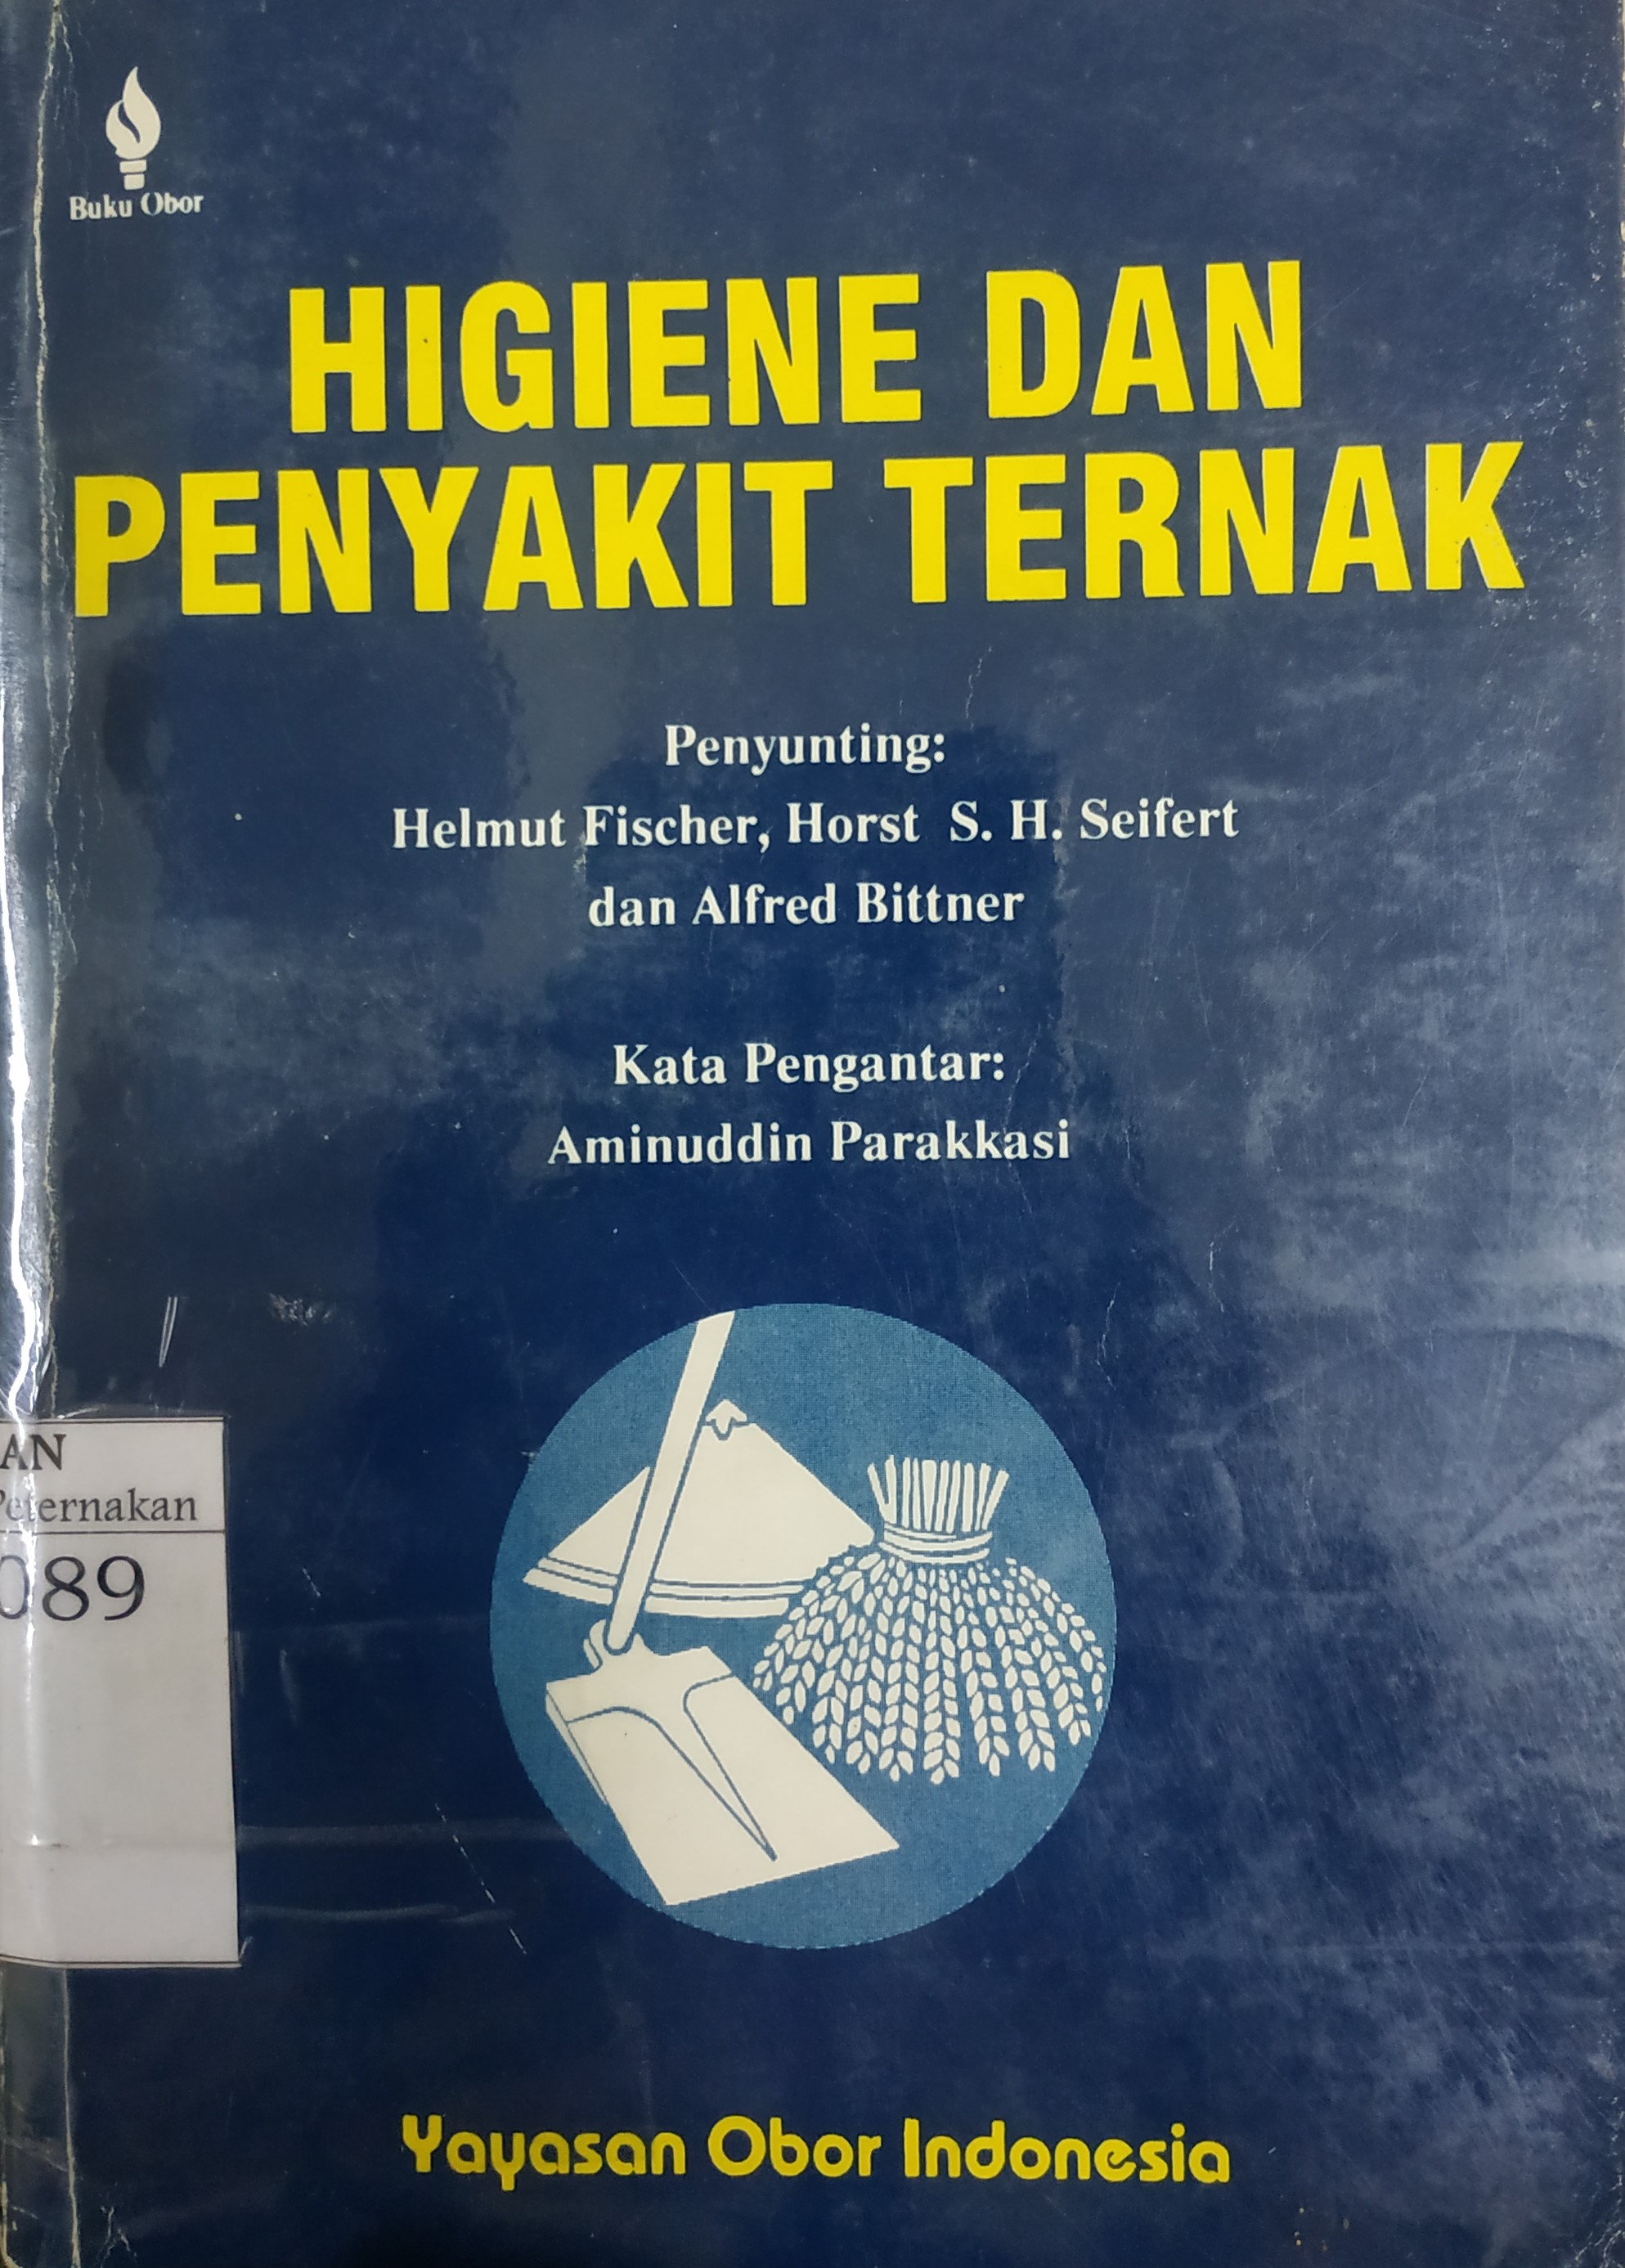 Buku Obor
HIGIENE DAN
PENYAKIT TERNAK
Penyunting:
Helmut Fischer, Horst S. H. Seifert
dan Alfred Bittner
Kata Pengantar:
Aminuddin Parakkasi
AN
Peternakan
089
Yayasan Obor Indonesia